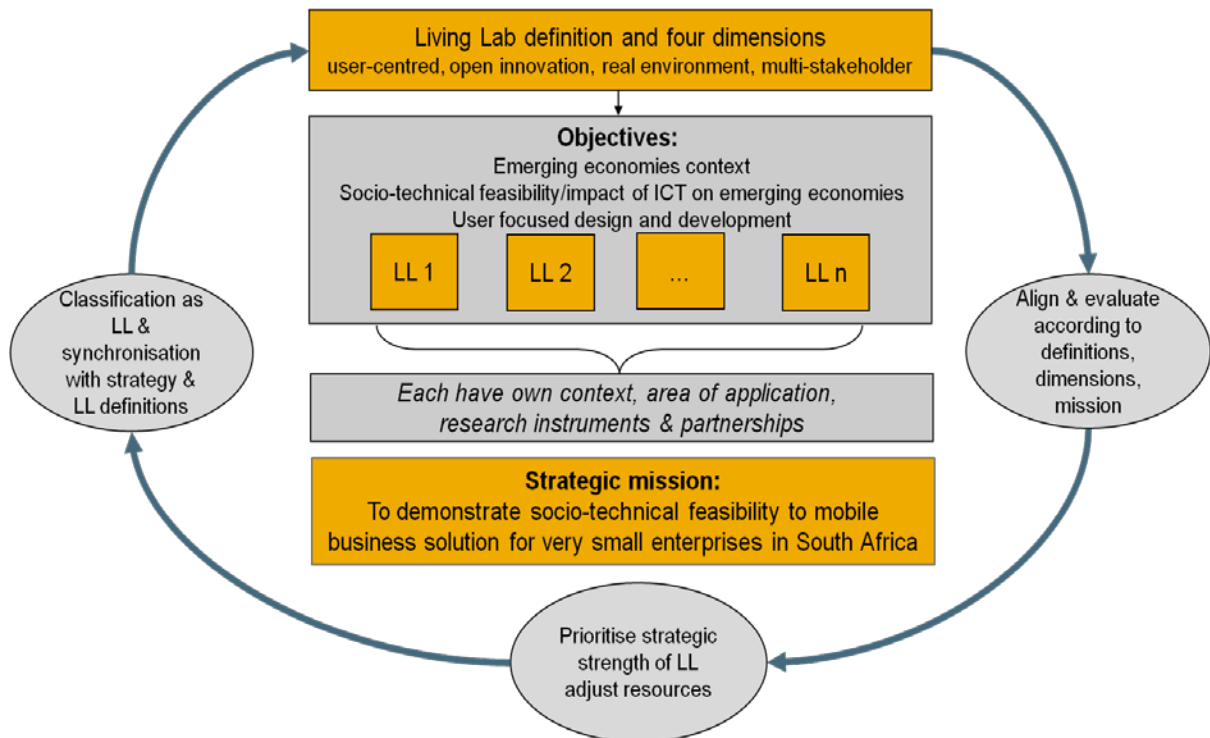 Living Lab definition and four dimensions
user-centred, open innovation, real environment, multi-stakeholder
Objectives:
Emerging economies context
Socio-technical feasibility/impact of ICT on emerging economies
User focused design and development
LL 1
LL 2
...
LL n
Each have own context, area of application,
research instruments & partnerships
Strategic mission:
To demonstrate socio-technical feasibility to mobile
business solution for very small enterprises in South Africa
Align & evaluate
according to
definitions,
dimensions,
mission
Prioritise strategic
strength of LL
adjust resources
Classification as
LL &
synchronisation
with strategy &
LL definitions